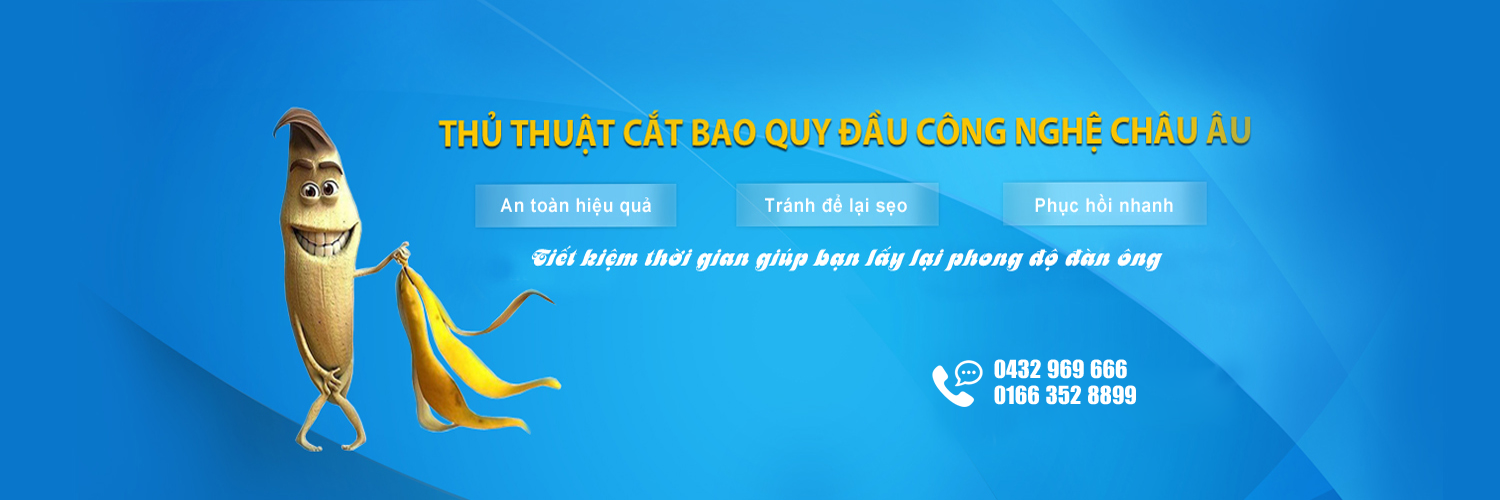 THỦ THUẬT CẮT BAO QUY ĐẦU CÔNG NGHỆ CHÂU ÂU
An toàn hiệu quả Tránh để lại sẹo Phục hồi nhanh
Tiết kiệm thời gian giúp bạn lấy lại phong độ đàn ông
0432 969 666
0166 352 8899